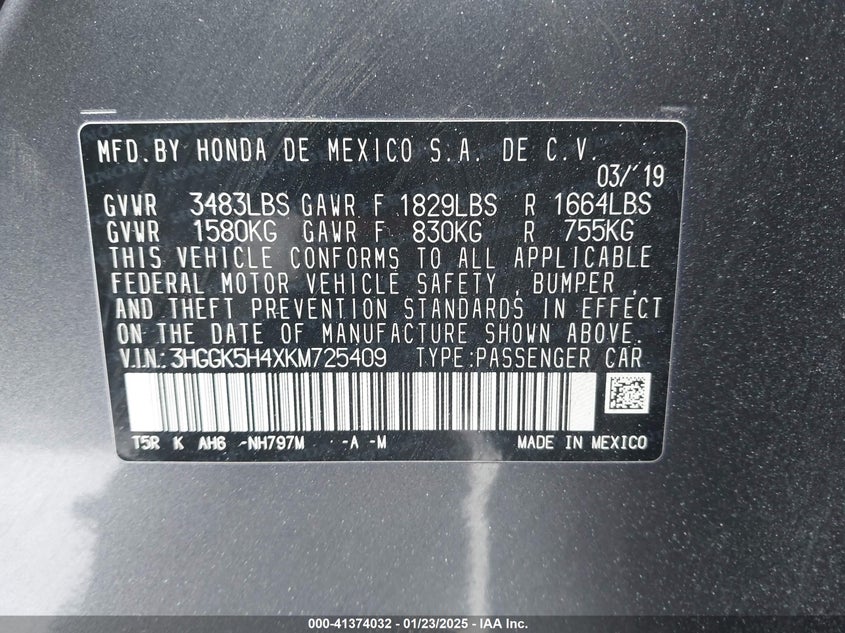 MFD.BY HONDA DE MEXICO S.A. DE C.V.
03/'19
GVWR 3483LBS GAWR F 1829LBS R 1664LBS
GVWR 1580KG GAWR F 830KG R 755KG
THIS VEHICLE CONFORMS TO ALL APPLICABLE
FEDERAL MOTOR VEHICLE SAFETY , BUMPER ,
AND THEFT PREVENTION STANDARDS IN EFFECT
ON THE DATE OF MANUFACTURE SHOWN ABOVE.
V.I.N.: 3HGGK5H4XKM725409 TYPE:PASSENGER CAR
T5R K AH6 -NH797M -A -M MADE IN MEXICO
000-41374032 - 01/23/2025 - IAA Inc.